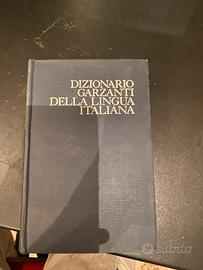 DIZIONARIO
GARZANTI
DELLA LINGUA
ITALIANA
subito